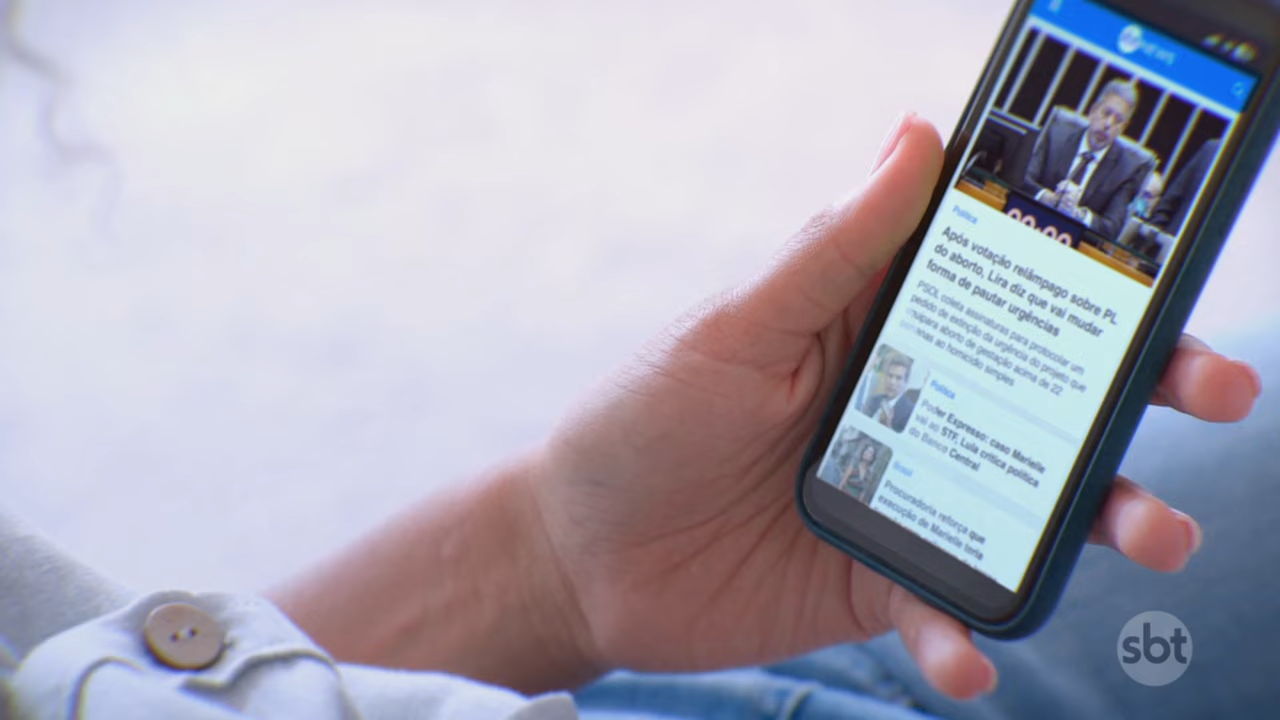 NEWS
Política
Após votação relâmpago sobre PL
do aborto, Lira diz que vai mudar
forma de pautar urgências
PSOL coleta assinaturas para protocolar um
pedido de extinção da urgência do projeto que
aborto de gestação acima de 22
ao homicídio simples
Política
Poder Expresso: caso Marielle
vai ao STF, Lula critica política
do Banco Central
Brasil
Procuradoria reforça que
execução de Marielle teria
sbt